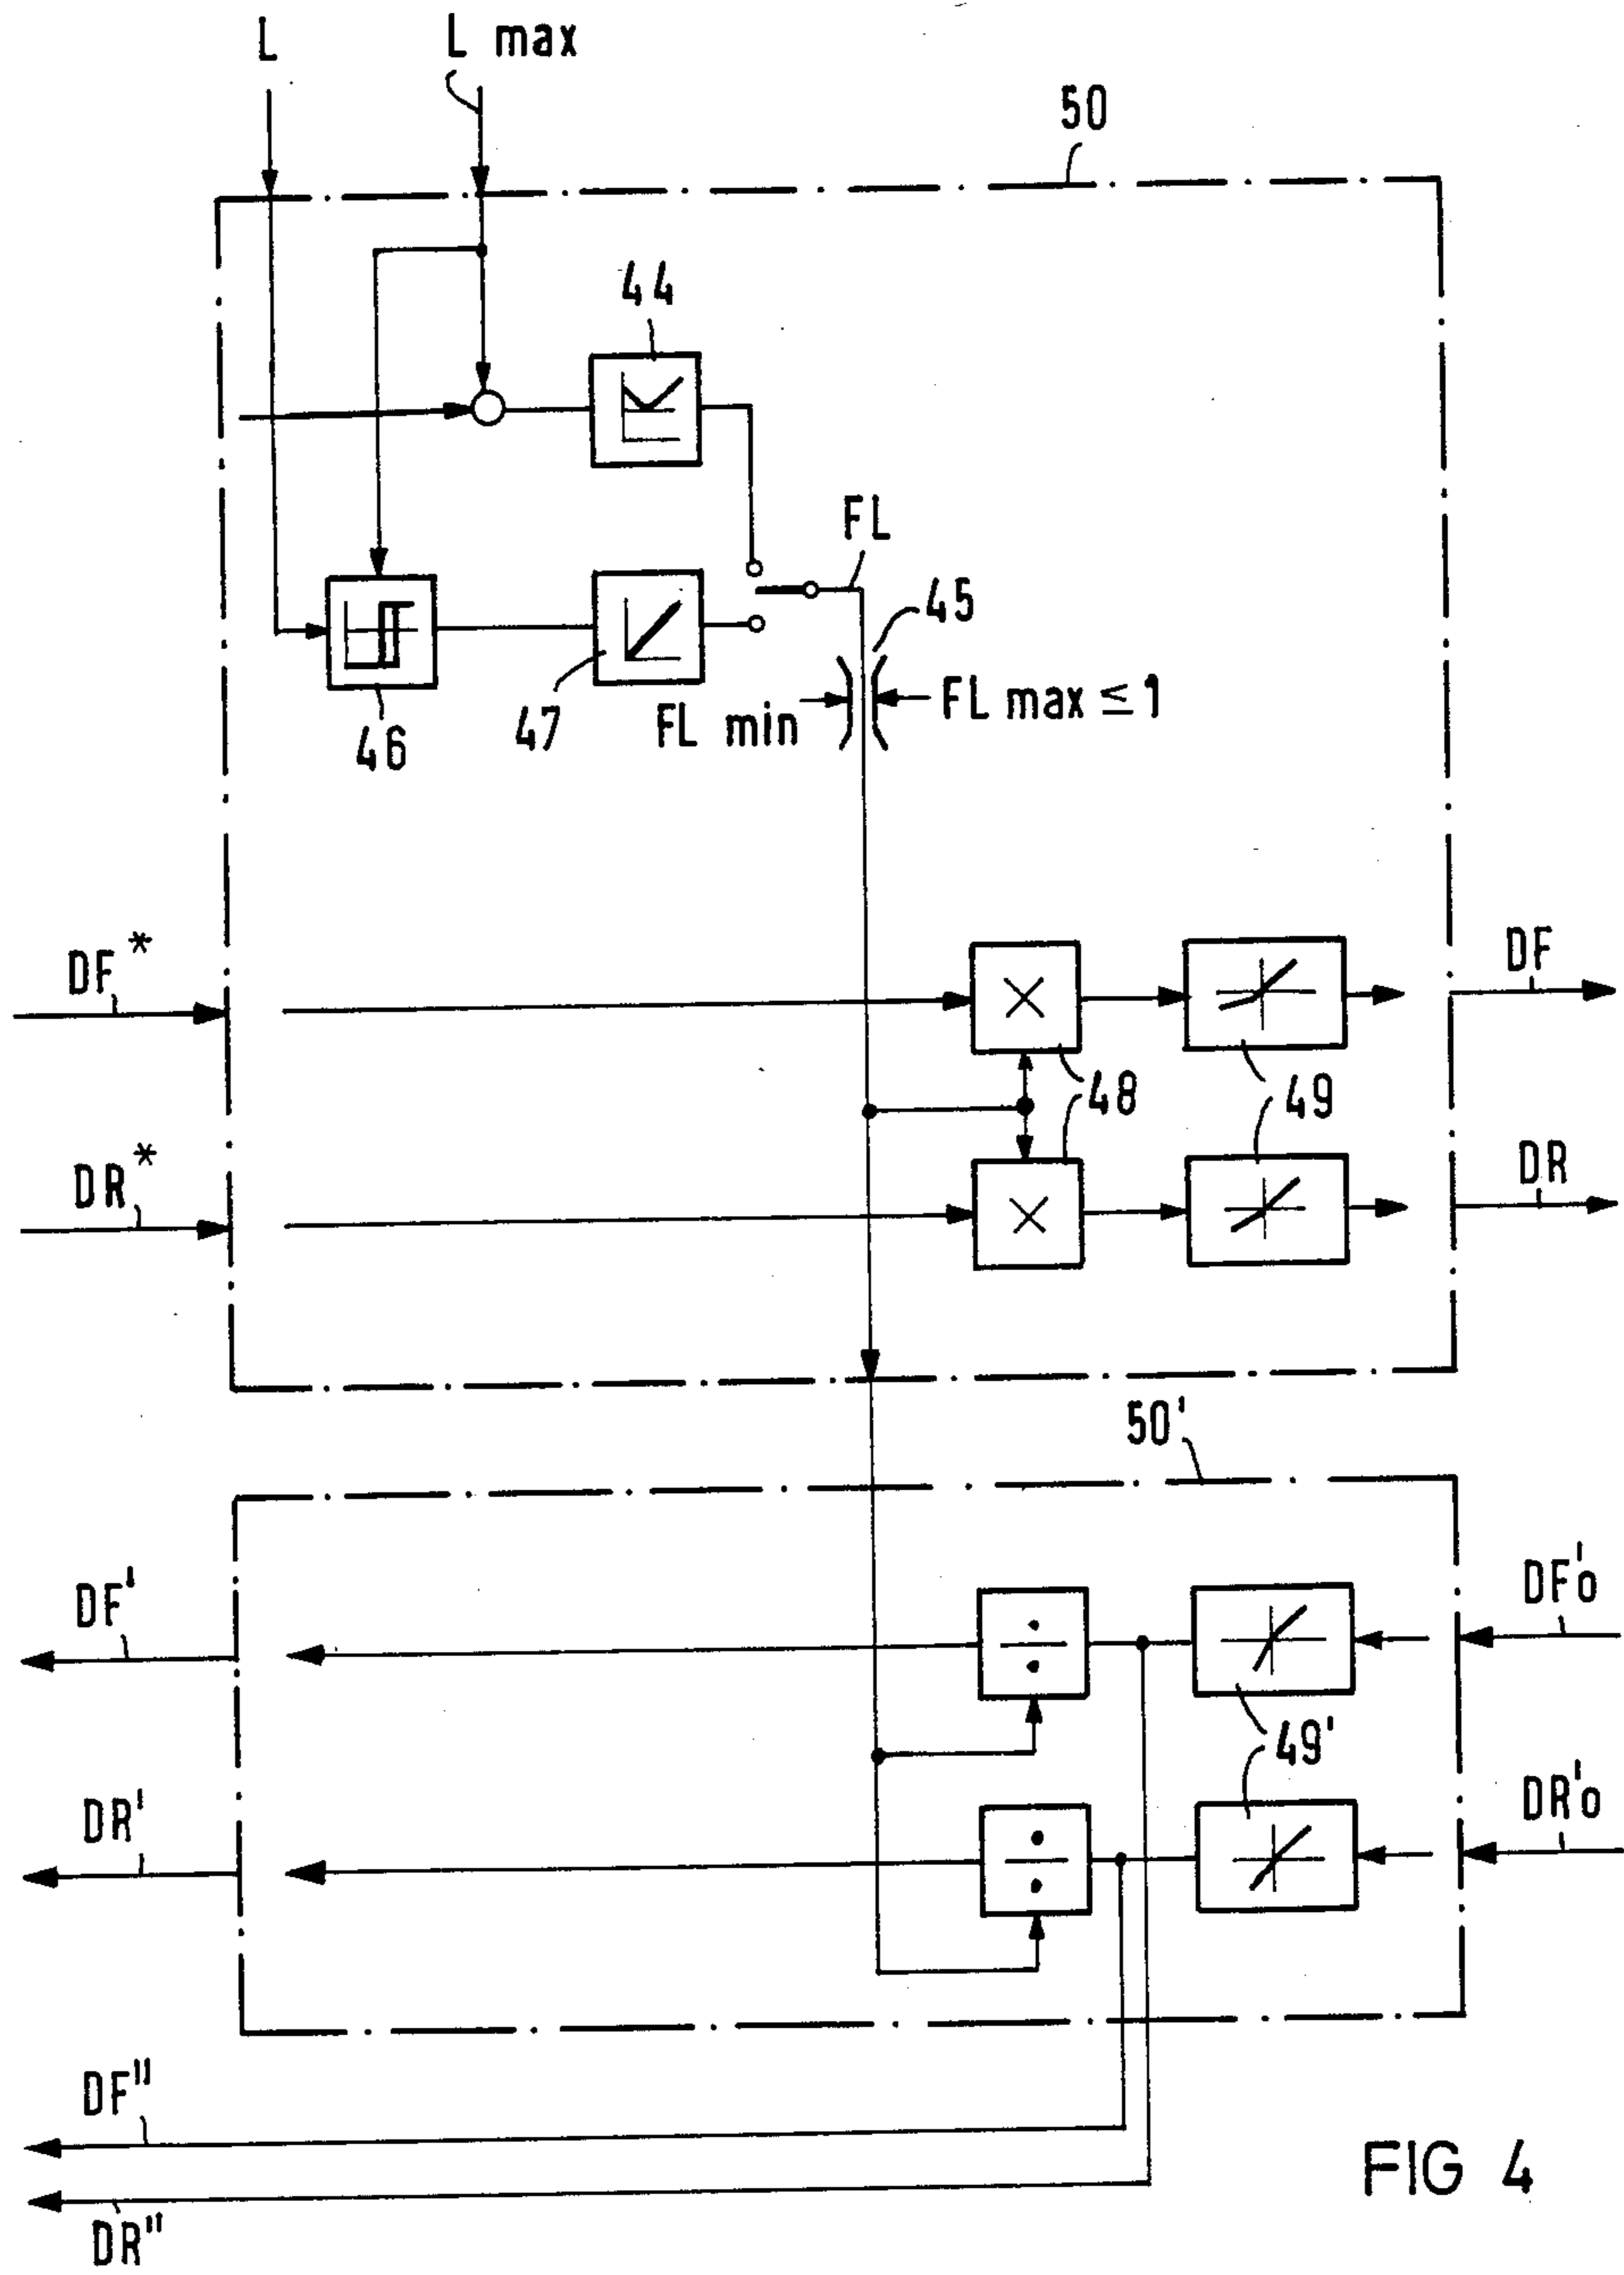 L
L max
50
44
FL
45
FL min
FL max ≤ 1
46
47
DF*
DF
48
49
DR*
DR
50'
DF'
DF'o
49'
DR'
DR'o
DF"
DR"
FIG 4